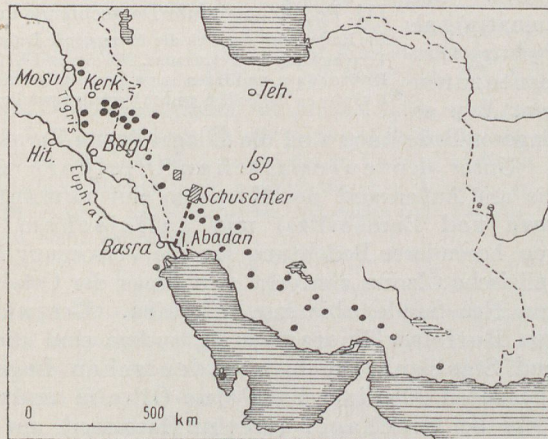 Mosul
Kerk
Teh.
Tigris
Bagd.
Hit.
Euphrat
Isp
Schuschter
Basra
I. Abadan
0 500
km